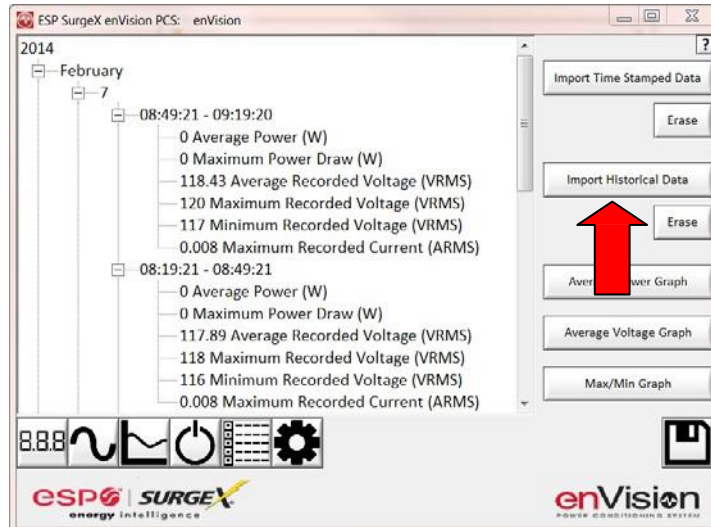 ESP SurgeX enVision PCS: enVision
?
2014
February
7
08:49:21 - 09:19:20
0 Average Power (W)
0 Maximum Power Draw (W)
118.43 Average Recorded Voltage (VRMS)
120 Maximum Recorded Voltage (VRMS)
117 Minimum Recorded Voltage (VRMS)
0.008 Maximum Recorded Current (ARMS)
08:19:21 - 08:49:21
0 Average Power (W)
0 Maximum Power Draw (W)
117.89 Average Recorded Voltage (VRMS)
118 Maximum Recorded Voltage (VRMS)
116 Minimum Recorded Voltage (VRMS)
0.008 Maximum Recorded Current (ARMS)
Import Time Stamped Data
Erase
Import Historical Data
Erase
Graph
Average Voltage Graph
Max/Min Graph
8.8.8
ESP SURGEX
energy intelligence
enVision
POWER CONDITIONING SYSTEM